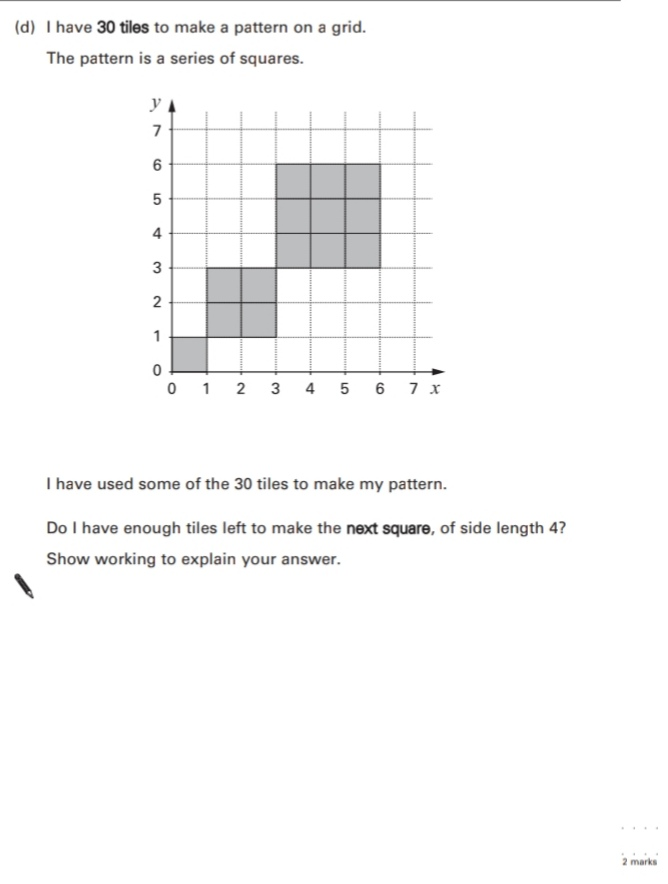 (d) I have 30 tiles to make a pattern on a grid.
The pattern is a series of squares.
y
7
6
5
4
3
2
1
0
0 1 2 3 4 5 6 7 x
I have used some of the 30 tiles to make my pattern.
Do I have enough tiles left to make the next square, of side length 4?
Show working to explain your answer.
2 marks